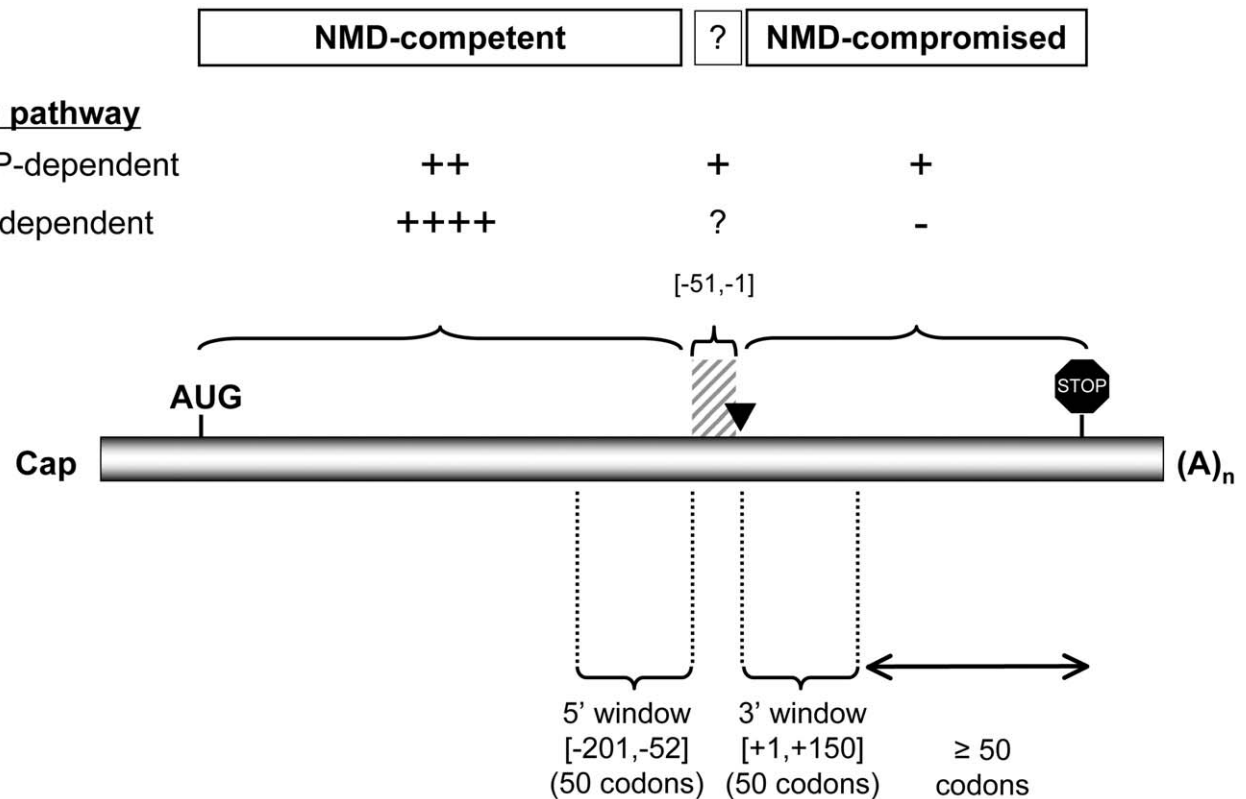 NMD-competent ? NMD-compromised
pathway
P-dependent ++ + +
dependent ++++ ? -
[-51,-1]
AUG STOP
Cap (A)n
5' window 3' window
[-201,-52] [+1,+150] ≥ 50
(50 codons) (50 codons) codons